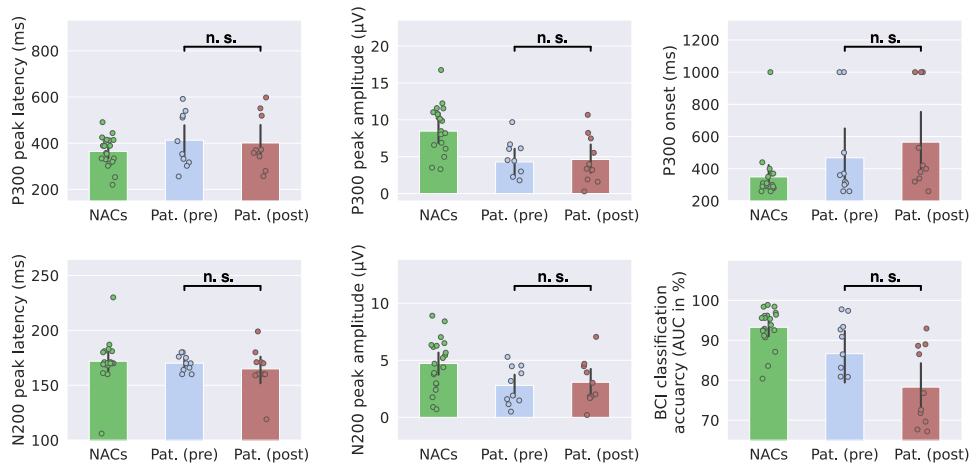 P300 peak latency (ms)
800
600
400
200
n. s.
NACs
Pat. (pre)
Pat. (post)
P300 peak amplitude (μV)
20
15
10
5
0
n. s.
NACs
Pat. (pre)
Pat. (post)
P300 onset
(ms)
1200
1000
800
600
400
200
n. s.
NACs
Pat. (pre)
Pat. (post)
N200 peak latency (ms)
250
200
150
100
n. s.
NACs
Pat. (pre)
Pat. (post)
N200 peak amplitude (μV)
10
5
0
n. s.
NACs
Pat. (pre)
Pat. (post)
BCI classification
accuarcy (AUC in %)
100
90
80
70
n. s.
NACs
Pat. (pre)
Pat. (post)